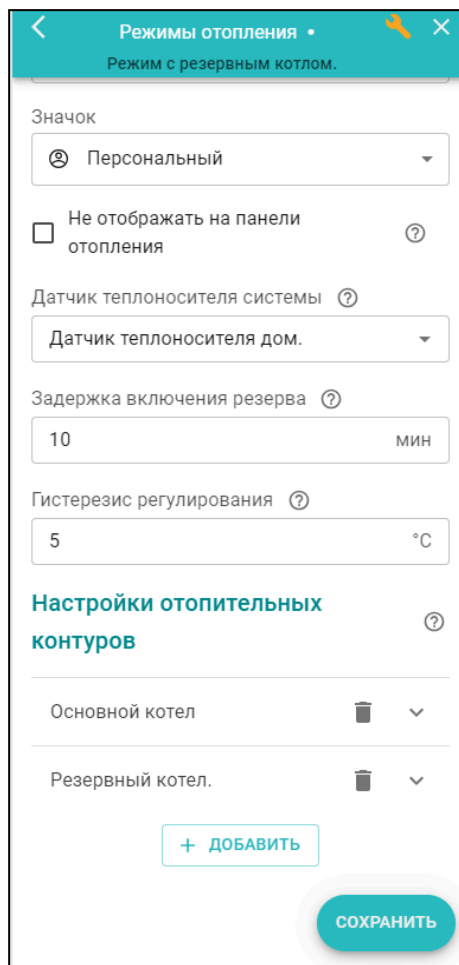 Режимы отопления •
Режим с резервным котлом.
Значок
Персональный
Не отображать на панели
отопления
Датчик теплоносителя системы
Датчик теплоносителя дом.
Задержка включения резерва
10 мин
Гистерезис регулирования
5 °C
Настройки отопительных
контуров
Основной котел
Резервный котел.
+ ДОБАВИТЬ
СОХРАНИТЬ